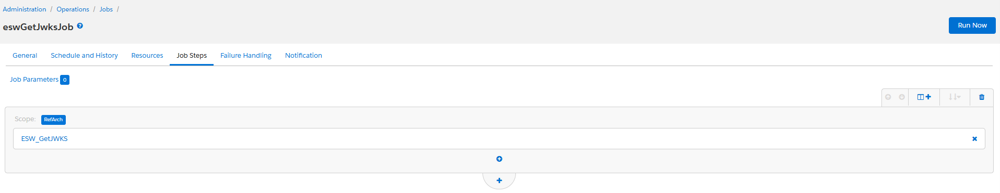 Administration / Operations / Jobs /
eswGetJwksJob
Run Now
General Schedule and History Resources Job Steps Failure Handling Notification
Job Parameters 0
Scope: RefArch
ESW_GetJWKS